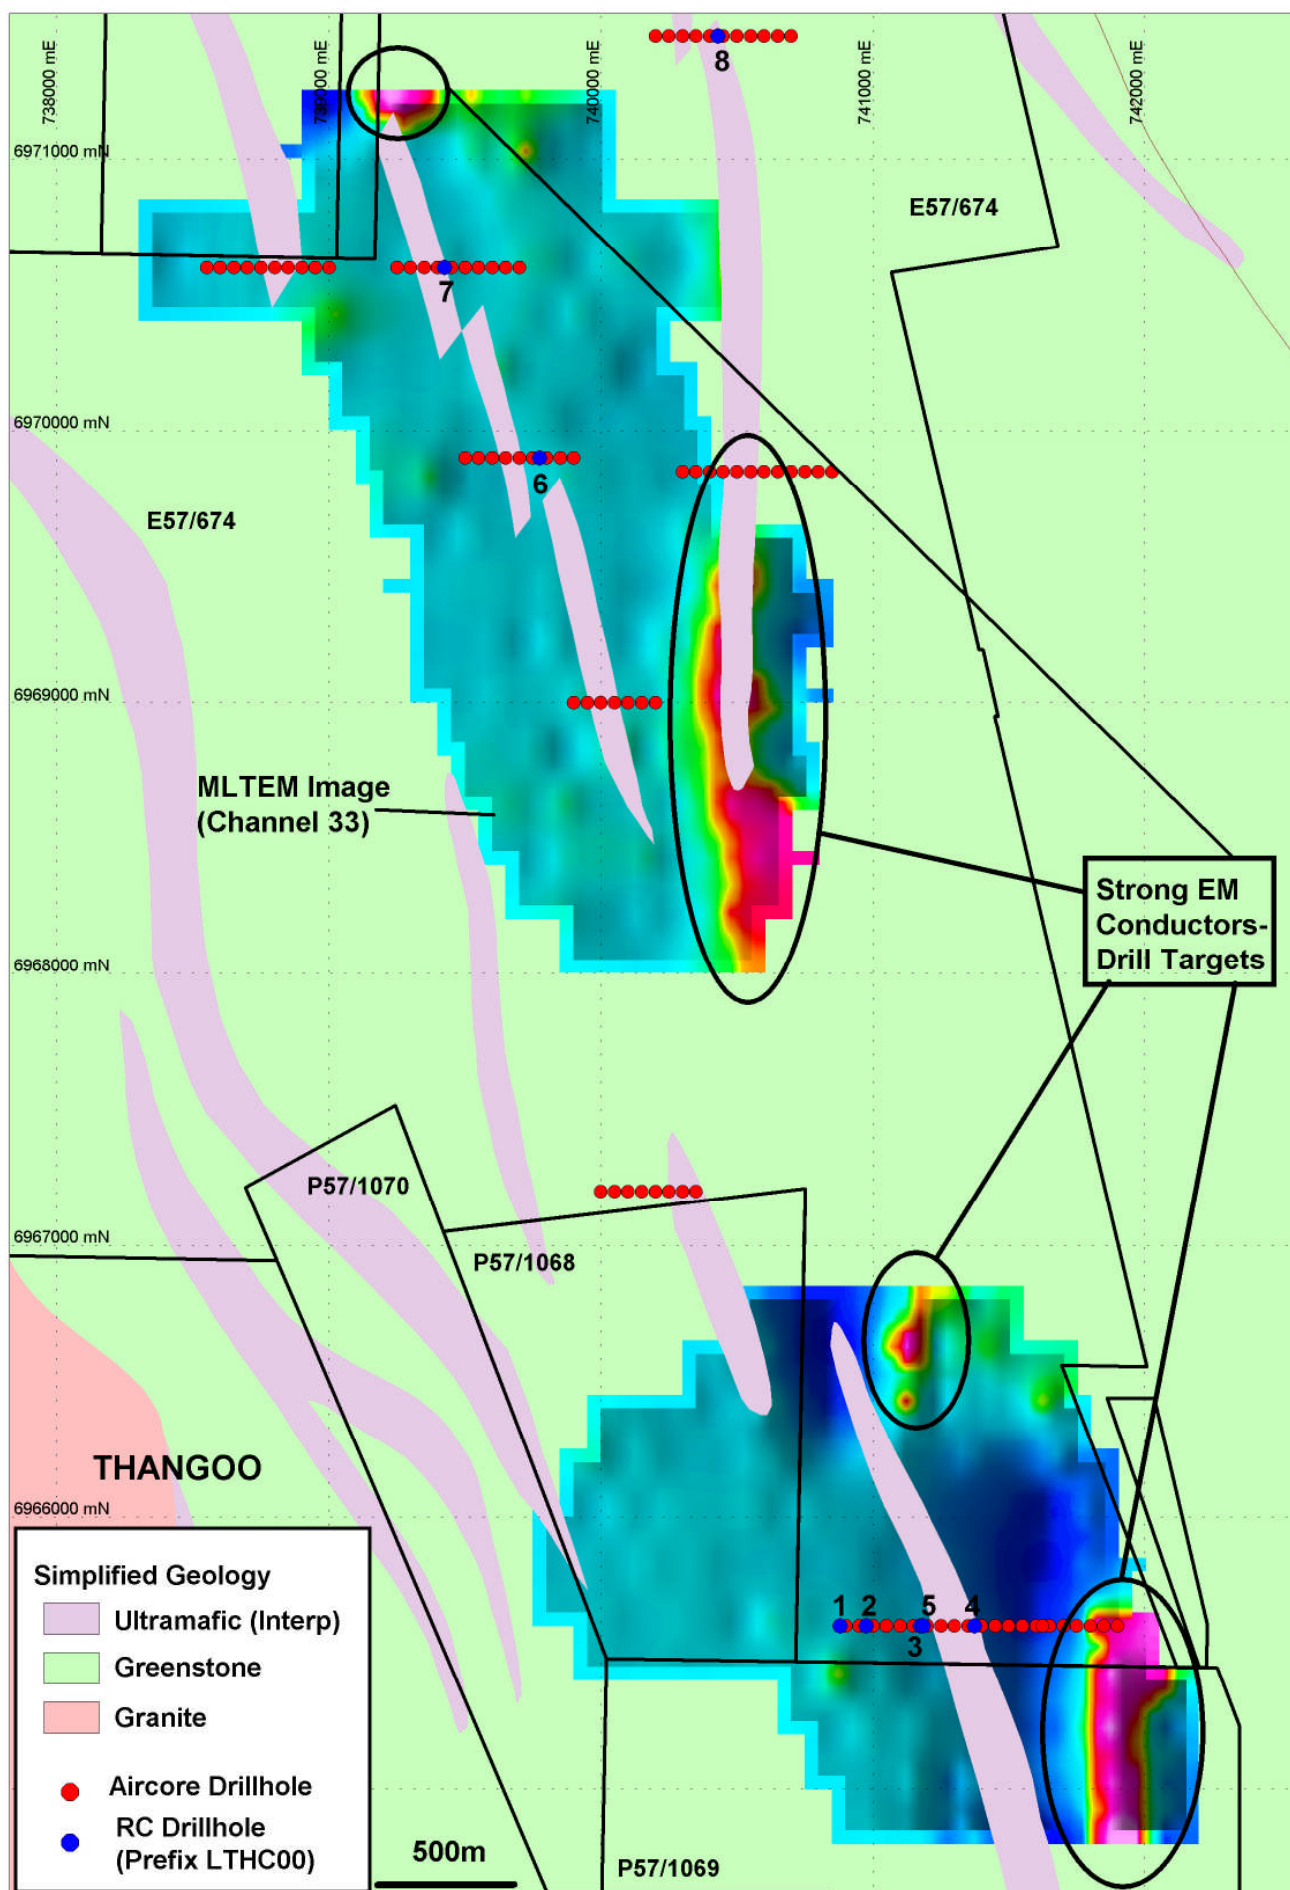 738000 mE
739000 mE
740000 mE
741000 mE
742000 mE
8
6971000 mN
E57/674
7
6970000 mN
6
E57/674
6969000 mN
MLTEM Image
(Channel 33)
Strong EM
Conductors-
Drill Targets
6968000 mN
P57/1070
6967000 mN
P57/1068
THANGOO
6966000 mN
1 2 5 4
3
Simplified Geology
Ultramafic (Interp)
Greenstone
Granite
Aircore Drillhole
RC Drillhole
(Prefix LTHC00)
500m
P57/1069